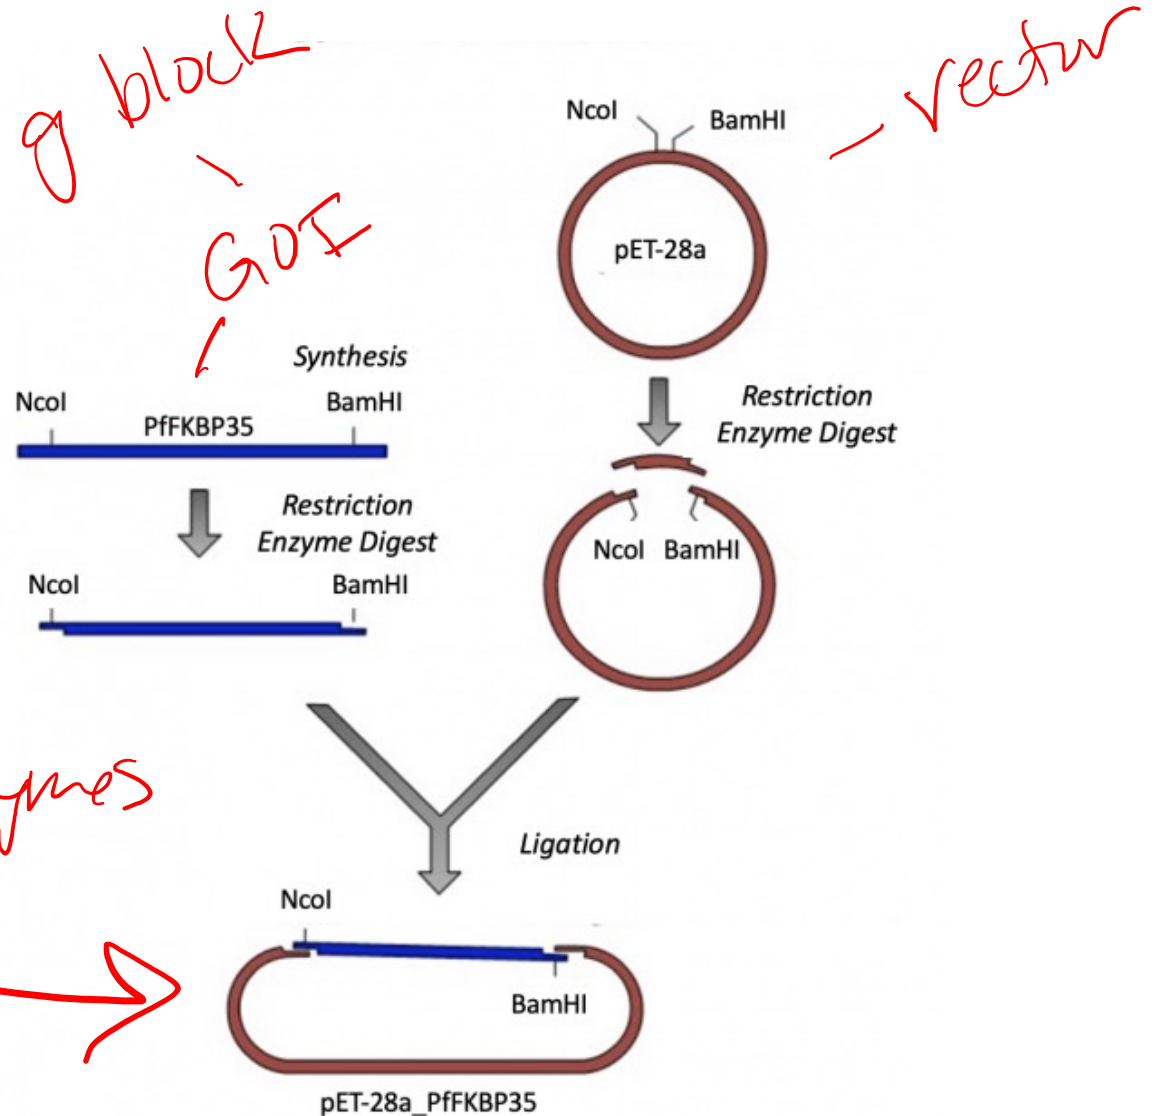 g block
GOI
vector
NcoI
BamHI
pET-28a
Synthesis
NcoI
BamHI
PfFKBP35
Restriction
Enzyme Digest
Restriction
Enzyme Digest
NcoI
BamHI
NcoI
BamHI
Ligation
NcoI
BamHI
pET-28a_PfFKBP35